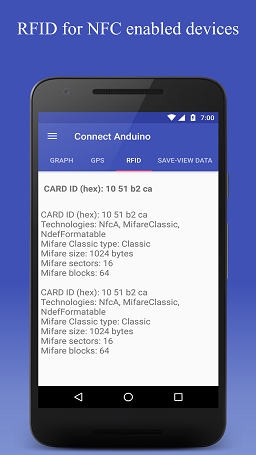 RFID for NFC enabled devices
7:00
Connect Anduino
GRAPH GPS RFID SAVE-VIEW DATA
CARD ID (hex): 10 51 b2 ca
CARD ID (hex): 10 51 b2 ca
Technologies: NfcA, MifareClassic,
NdefFormatable
Mifare Classic type: Classic
Mifare size: 1024 bytes
Mifare sectors: 16
Mifare blocks: 64
CARD ID (hex): 10 51 b2 ca
Technologies: NfcA, MifareClassic,
NdefFormatable
Mifare Classic type: Classic
Mifare size: 1024 bytes
Mifare sectors: 16
Mifare blocks: 64